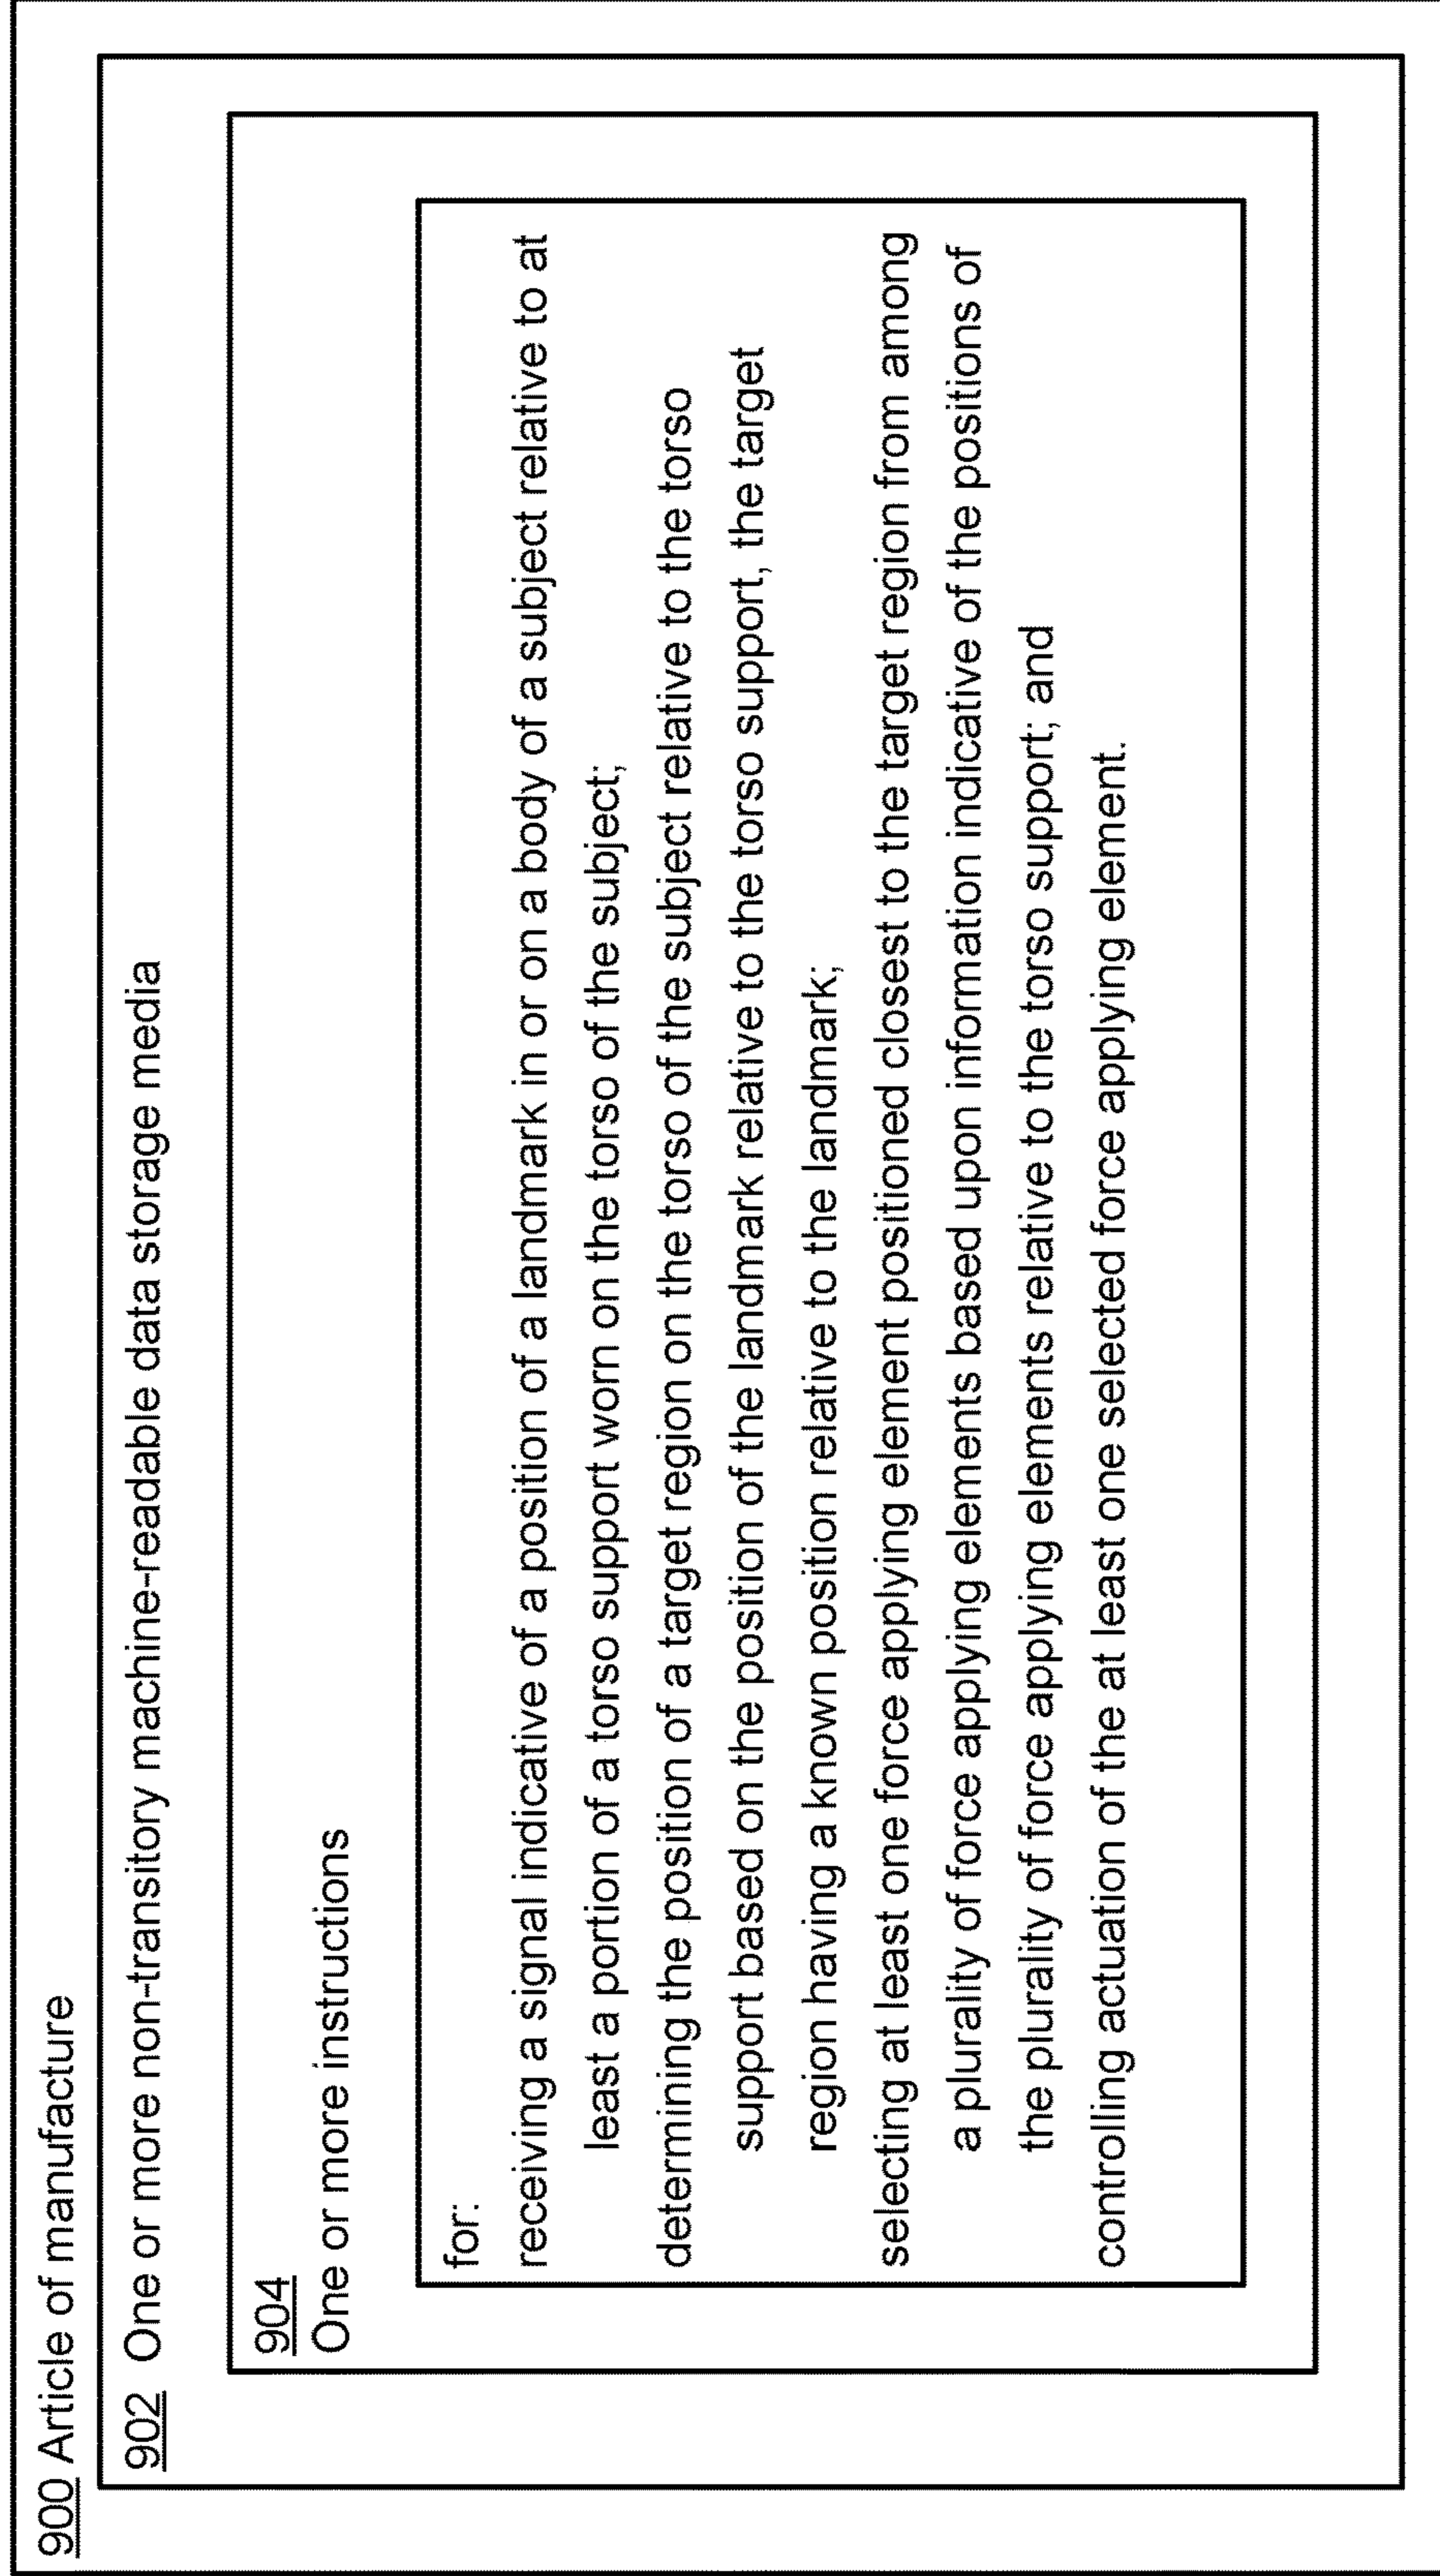 900 Article of manufacture
902 One or more non-transitory machine-readable data storage media
904
One or more instructions
for:
receiving a signal indicative of a position of a landmark in or on a body of a subject relative to at
least a portion of a torso support worn on the torso of the subject;
determining the position of a target region on the torso of the subject relative to the torso
support based on the position of the landmark relative to the torso support, the target
region having a known position relative to the landmark;
selecting at least one force applying element positioned closest to the target region from among
a plurality of force applying elements based upon information indicative of the positions of
the plurality of force applying elements relative to the torso support; and
controlling actuation of the at least one selected force applying element.